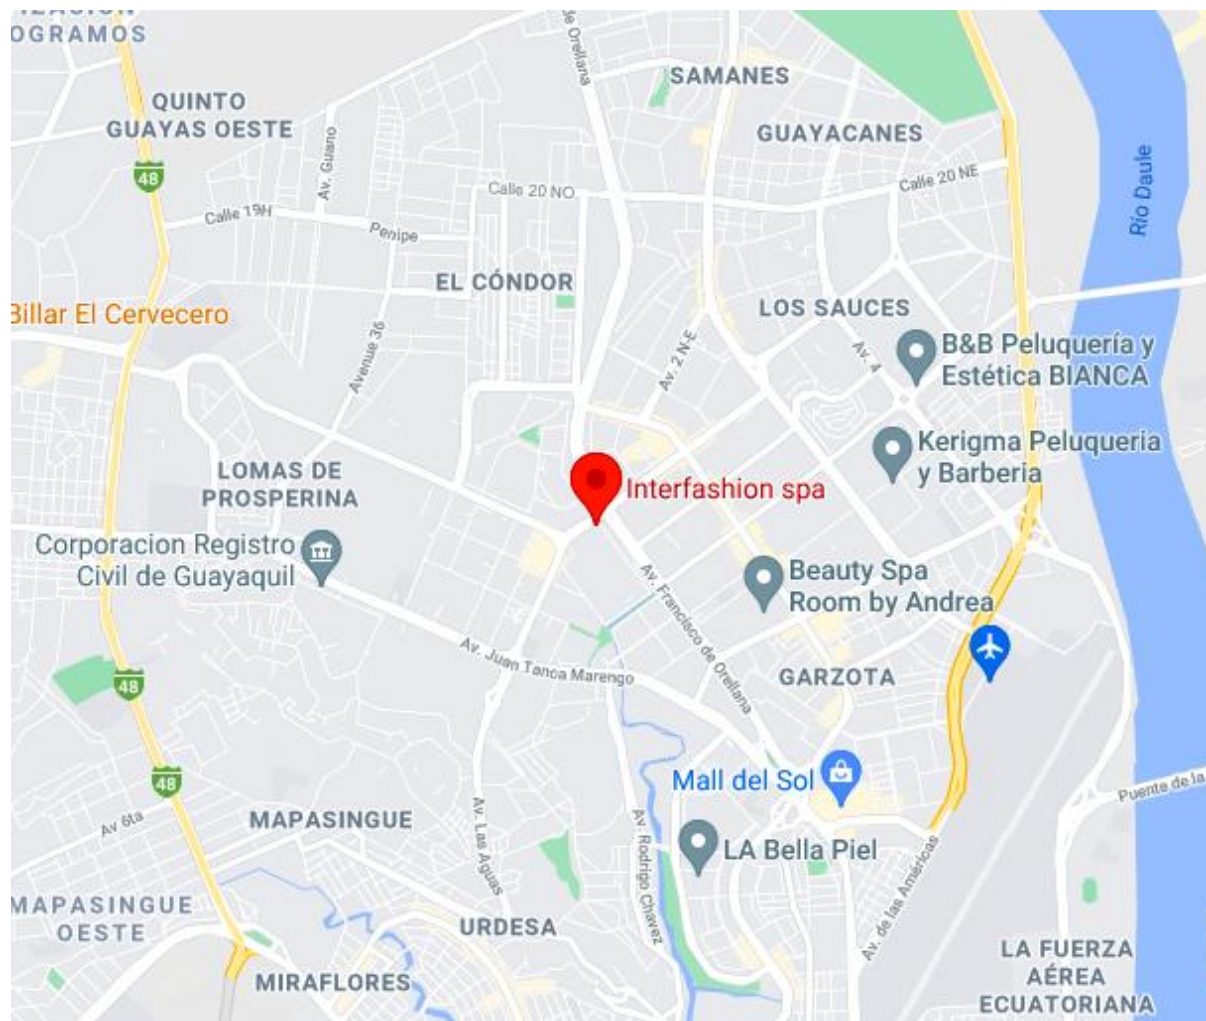 OGRAMOS
de Orellana
SAMANES
QUINTO
GUAYAS OESTE
GUAYACANES
48
Av. Guano
Río Daule
Calle 20 NO
Calle 20 NE
Calle 19H
Penipe
EL CÓNDOR
LOS SAUCES
Billar El Cervecero
Avenue 36
Av. 2 N-E
Av. 4
B&B Peluquería y
Estética BIANCA
Kerigma Peluqueria
y Barberia
LOMAS DE
PROSPERINA
Interfashion spa
Corporacion Registro
Civil de Guayaquil
Av. Francisco de Orellana
Beauty Spa
Room by Andrea
Av. Juan Tanca Marengo
GARZOTA
48
48
Mall del Sol
Puente de la
Av 6ta
MAPASINGUE
Av. Las Aguas
Av. Rodrigo Chavez
LA Bella Piel
Av. de las Américas
MAPASINGUE
OESTE
URDESA
MIRAFLORES
LA FUERZA
AÉREA
ECUATORIANA